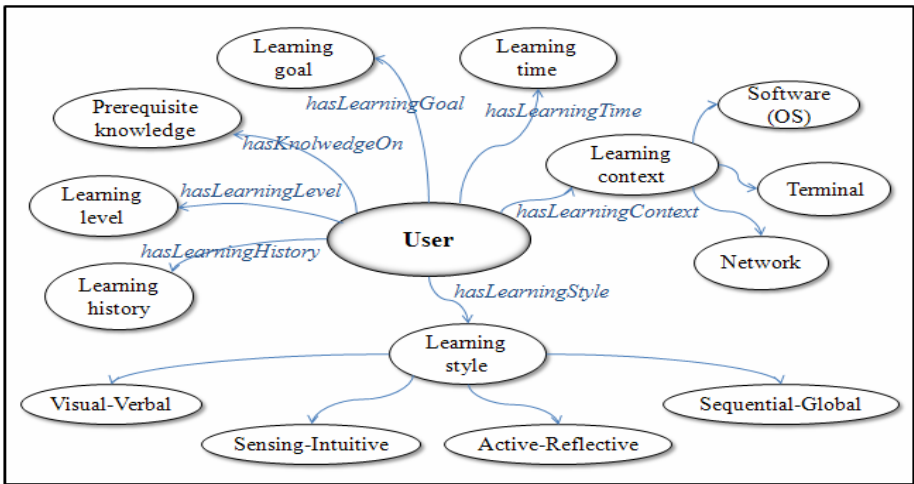 Learning
goal
Learning
time
hasLearningGoal
hasLearningTime
Software
(OS)
Prerequisite
knowledge
hasKnolwedgeOn
Learning
context
Terminal
Learning
level
hasLearningLevel
hasLearningContext
User
hasLearningHistory
Network
Learning
history
hasLearningStyle
Learning
style
Visual-Verbal
Sequential-Global
Sensing-Intuitive
Active-Reflective